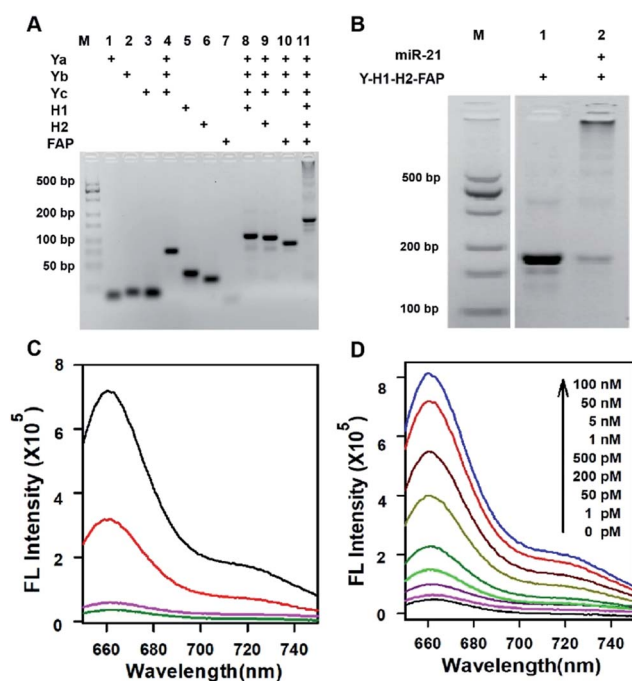 A
M 1 2 3 4 5 6 7 8 9 10 11
Ya + + + + + +
Yb + + + + + +
Yc + + + + + +
H1 + + +
H2 + + +
FAP + + +
500 bp
200 bp
100 bp
50 bp
B
M 1 2
miR-21 +
Y-H1-H2-FAP + +
500 bp
200 bp
100 bp
C
8
6
4
2
0
FL Intensity (X10⁵)
660 680 700 720 740
Wavelength(nm)
D
8
6
4
2
0
FL Intensity (X10⁵)
100 nM
50 nM
5 nM
1 nM
500 pM
200 pM
50 pM
1 pM
0 pM
660 680 700 720 740
Wavelength(nm)